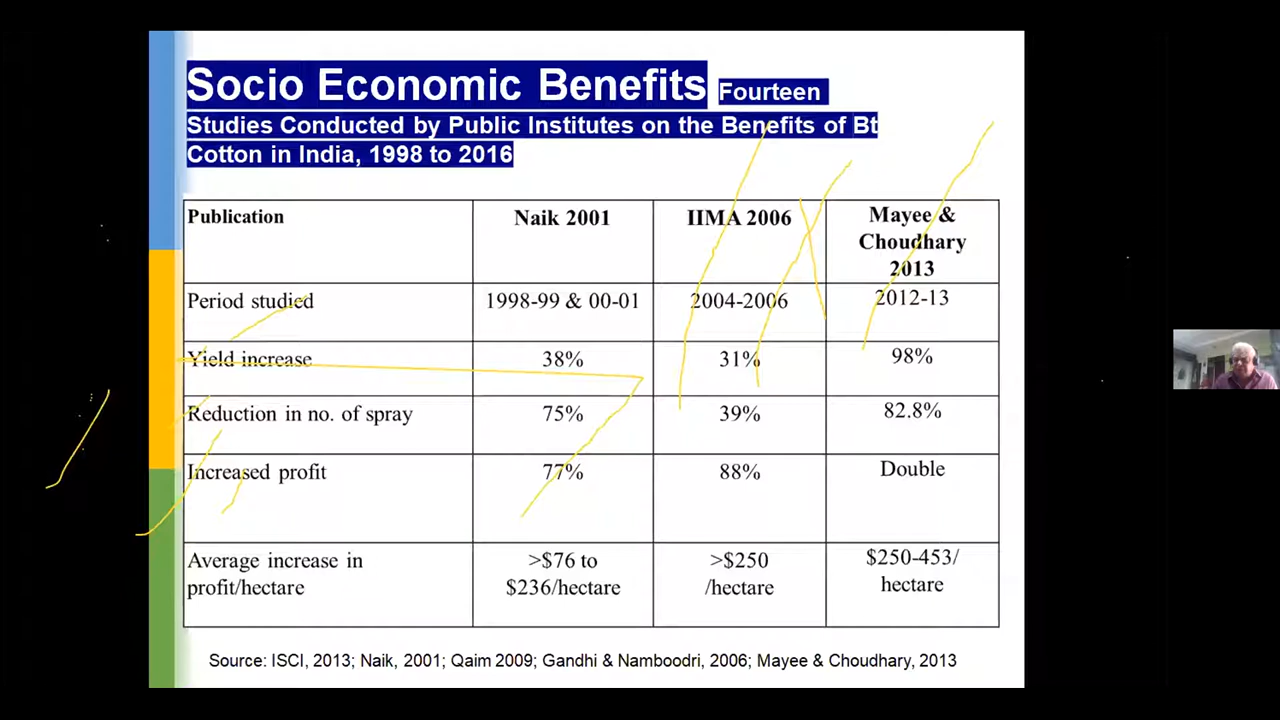 Socio Economic Benefits Fourteen
Studies Conducted by Public Institutes on the Benefits of Bt
Cotton in India, 1998 to 2016
Publication Naik 2001 IIMA 2006 Mayee &
Choudhary
2013
Period studied 1998-99 & 00-01 2004-2006 2012-13
Yield increase 38% 31% 98%
Reduction in no. of spray 75% 39% 82.8%
Increased profit 77% 88% Double
Average increase in >$76 to >$250 $250-453/
profit/hectare $236/hectare /hectare hectare
Source: ISCI, 2013; Naik, 2001; Qaim 2009; Gandhi & Namboodri, 2006; Mayee & Choudhary, 2013